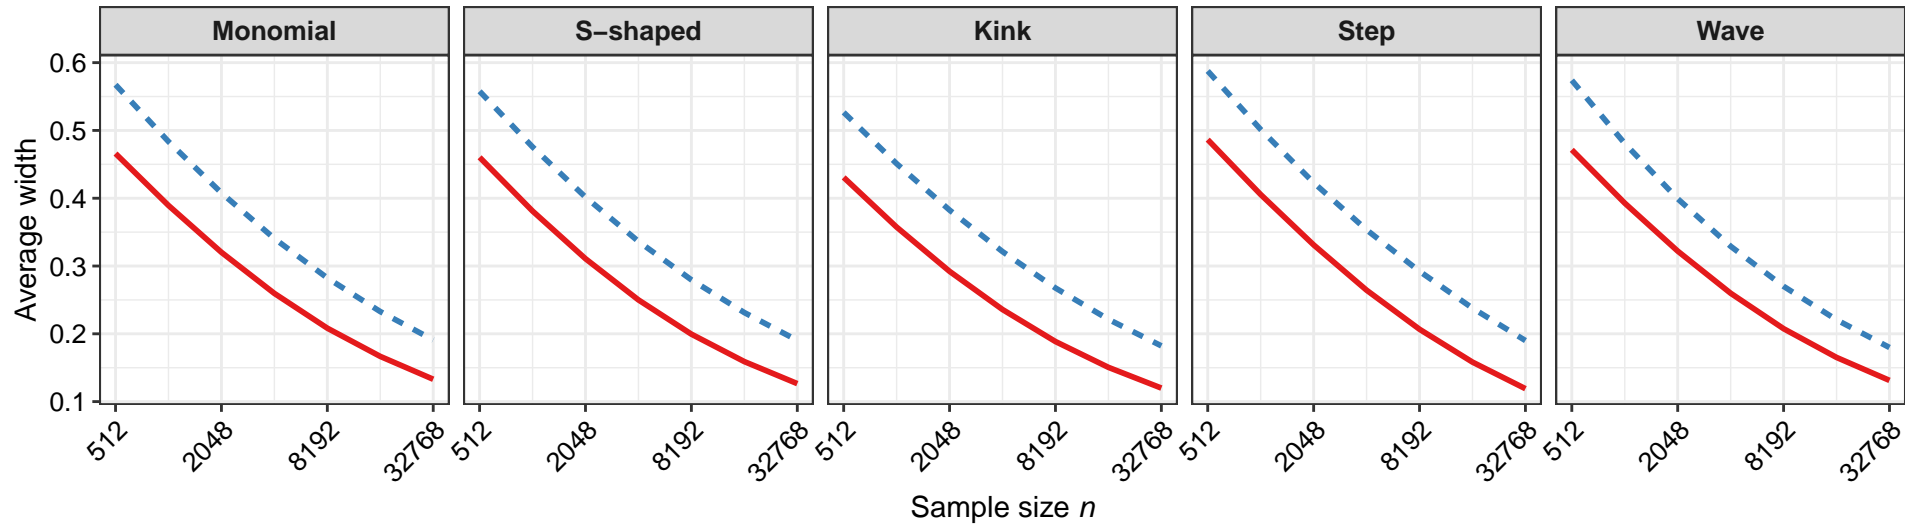 Monomial S−shaped Kink Step Wave
0.6
0.5
0.4
0.3
0.2
0.1
Average width
512 2048 8192 32768 512 2048 8192 32768 512 2048 8192 32768 512 2048 8192 32768 512 2048 8192 32768
Sample size n